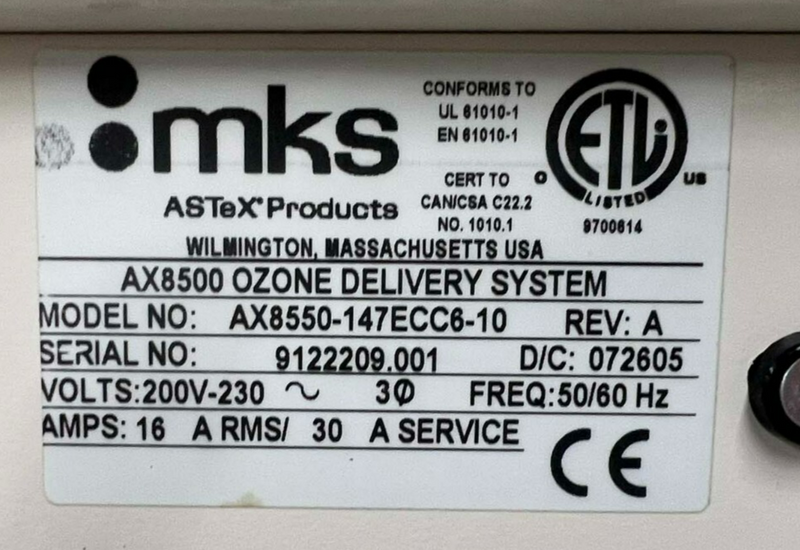 mks
ASTeX® Products
CONFORMS TO
UL 61010-1
EN 61010-1
CERT TO
CAN/CSA C22.2
NO. 1010.1
ETL
LISTED
C US
9700614
WILMINGTON, MASSACHUSETTS USA
AX8500 OZONE DELIVERY SYSTEM
MODEL NO: AX8550-147ECC6-10 REV: A
SERIAL NO: 9122209.001 D/C: 072605
VOLTS:200V-230 ~ 3Ø FREQ:50/60 Hz
AMPS: 16 A RMS/ 30 A SERVICE
CE